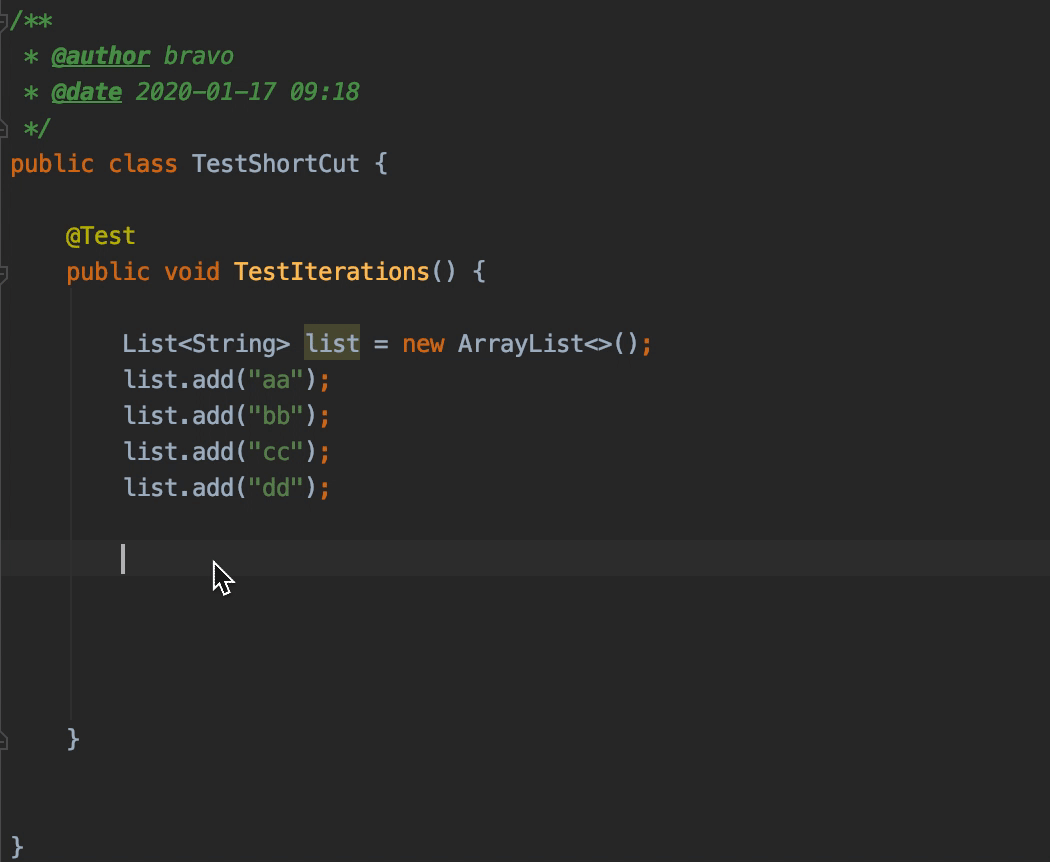 /**
 * @author bravo
 * @date 2020-01-17 09:18
 */
public class TestShortCut {
    @Test
    public void TestIterations() {
        List<String> list = new ArrayList<>();
        list.add("aa");
        list.add("bb");
        list.add("cc");
        list.add("dd");
    }
}